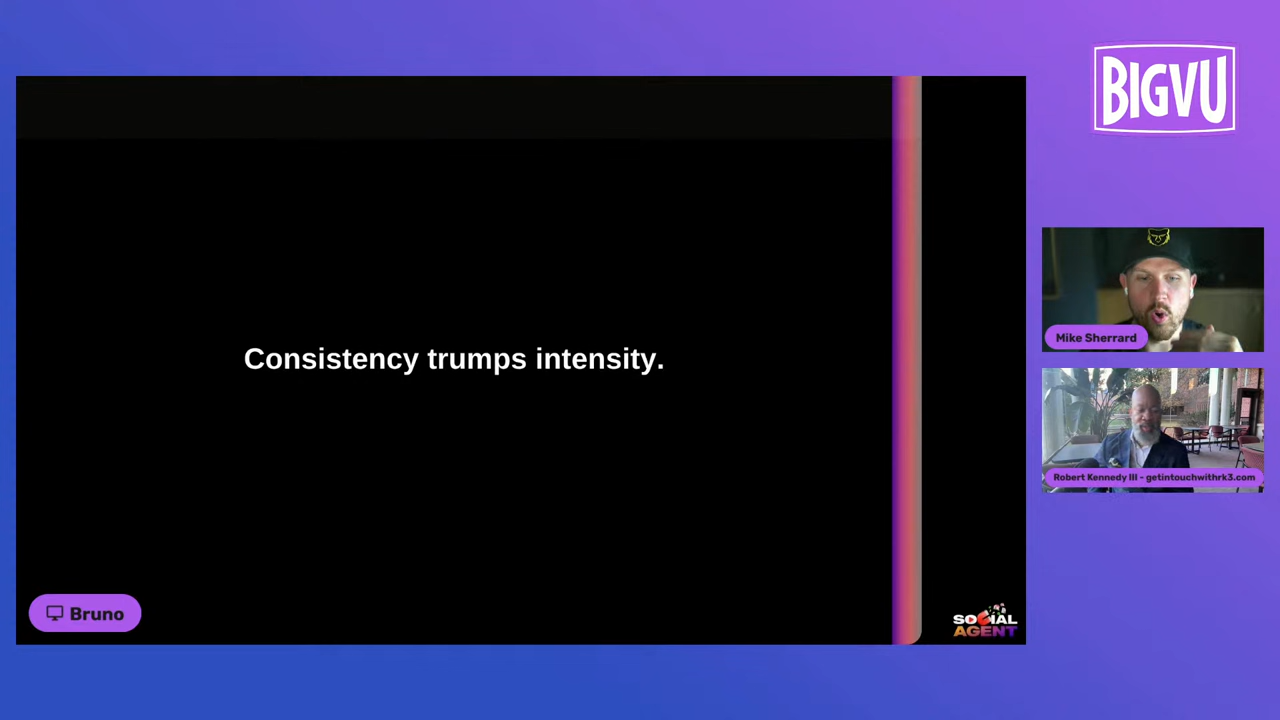 BIGVU
Consistency trumps intensity.
Mike Sherrard
Robert Kennedy III - getintouchwithrk3.com
Bruno
SOCIAL
AGENT